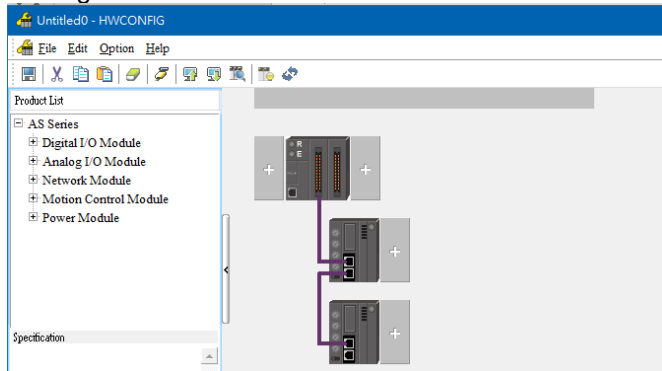 Untitled0 - HWCONFIG
File Edit Option Help
Product List
AS Series
Digital I/O Module
Analog I/O Module
Network Module
Motion Control Module
Power Module
R
E
Specification